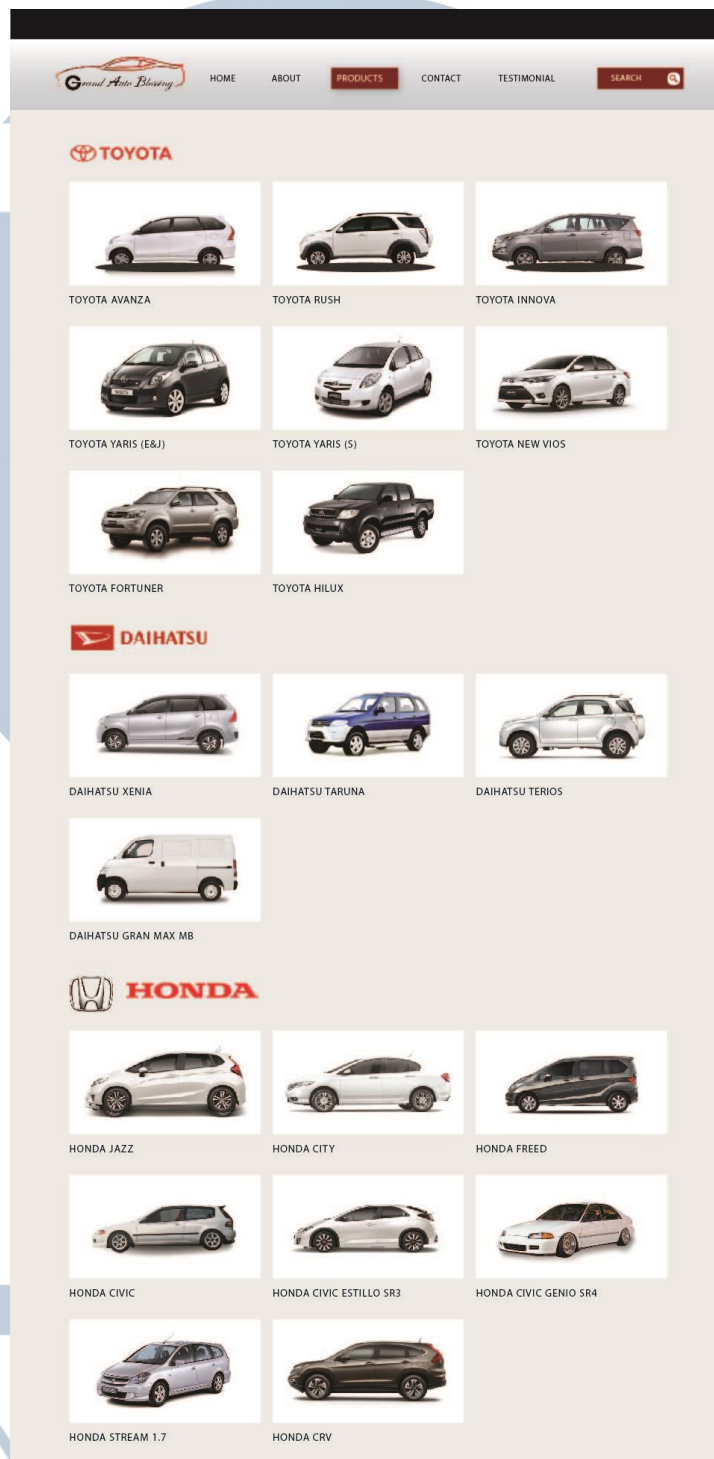 Grand Auto Blessing HOME ABOUT PRODUCTS CONTACT TESTIMONIAL SEARCH
TOYOTA
TOYOTA AVANZA TOYOTA RUSH TOYOTA INNOVA
TOYOTA YARIS (E&J) TOYOTA YARIS (S) TOYOTA NEW VIOS
TOYOTA FORTUNER TOYOTA HILUX
DAIHATSU
DAIHATSU XENIA DAIHATSU TARUNA DAIHATSU TERIOS
DAIHATSU GRAN MAX MB
HONDA
HONDA JAZZ HONDA CITY HONDA FREED
HONDA CIVIC HONDA CIVIC ESTILLO SR3 HONDA CIVIC GENIO SR4
HONDA STREAM 1.7 HONDA CRV